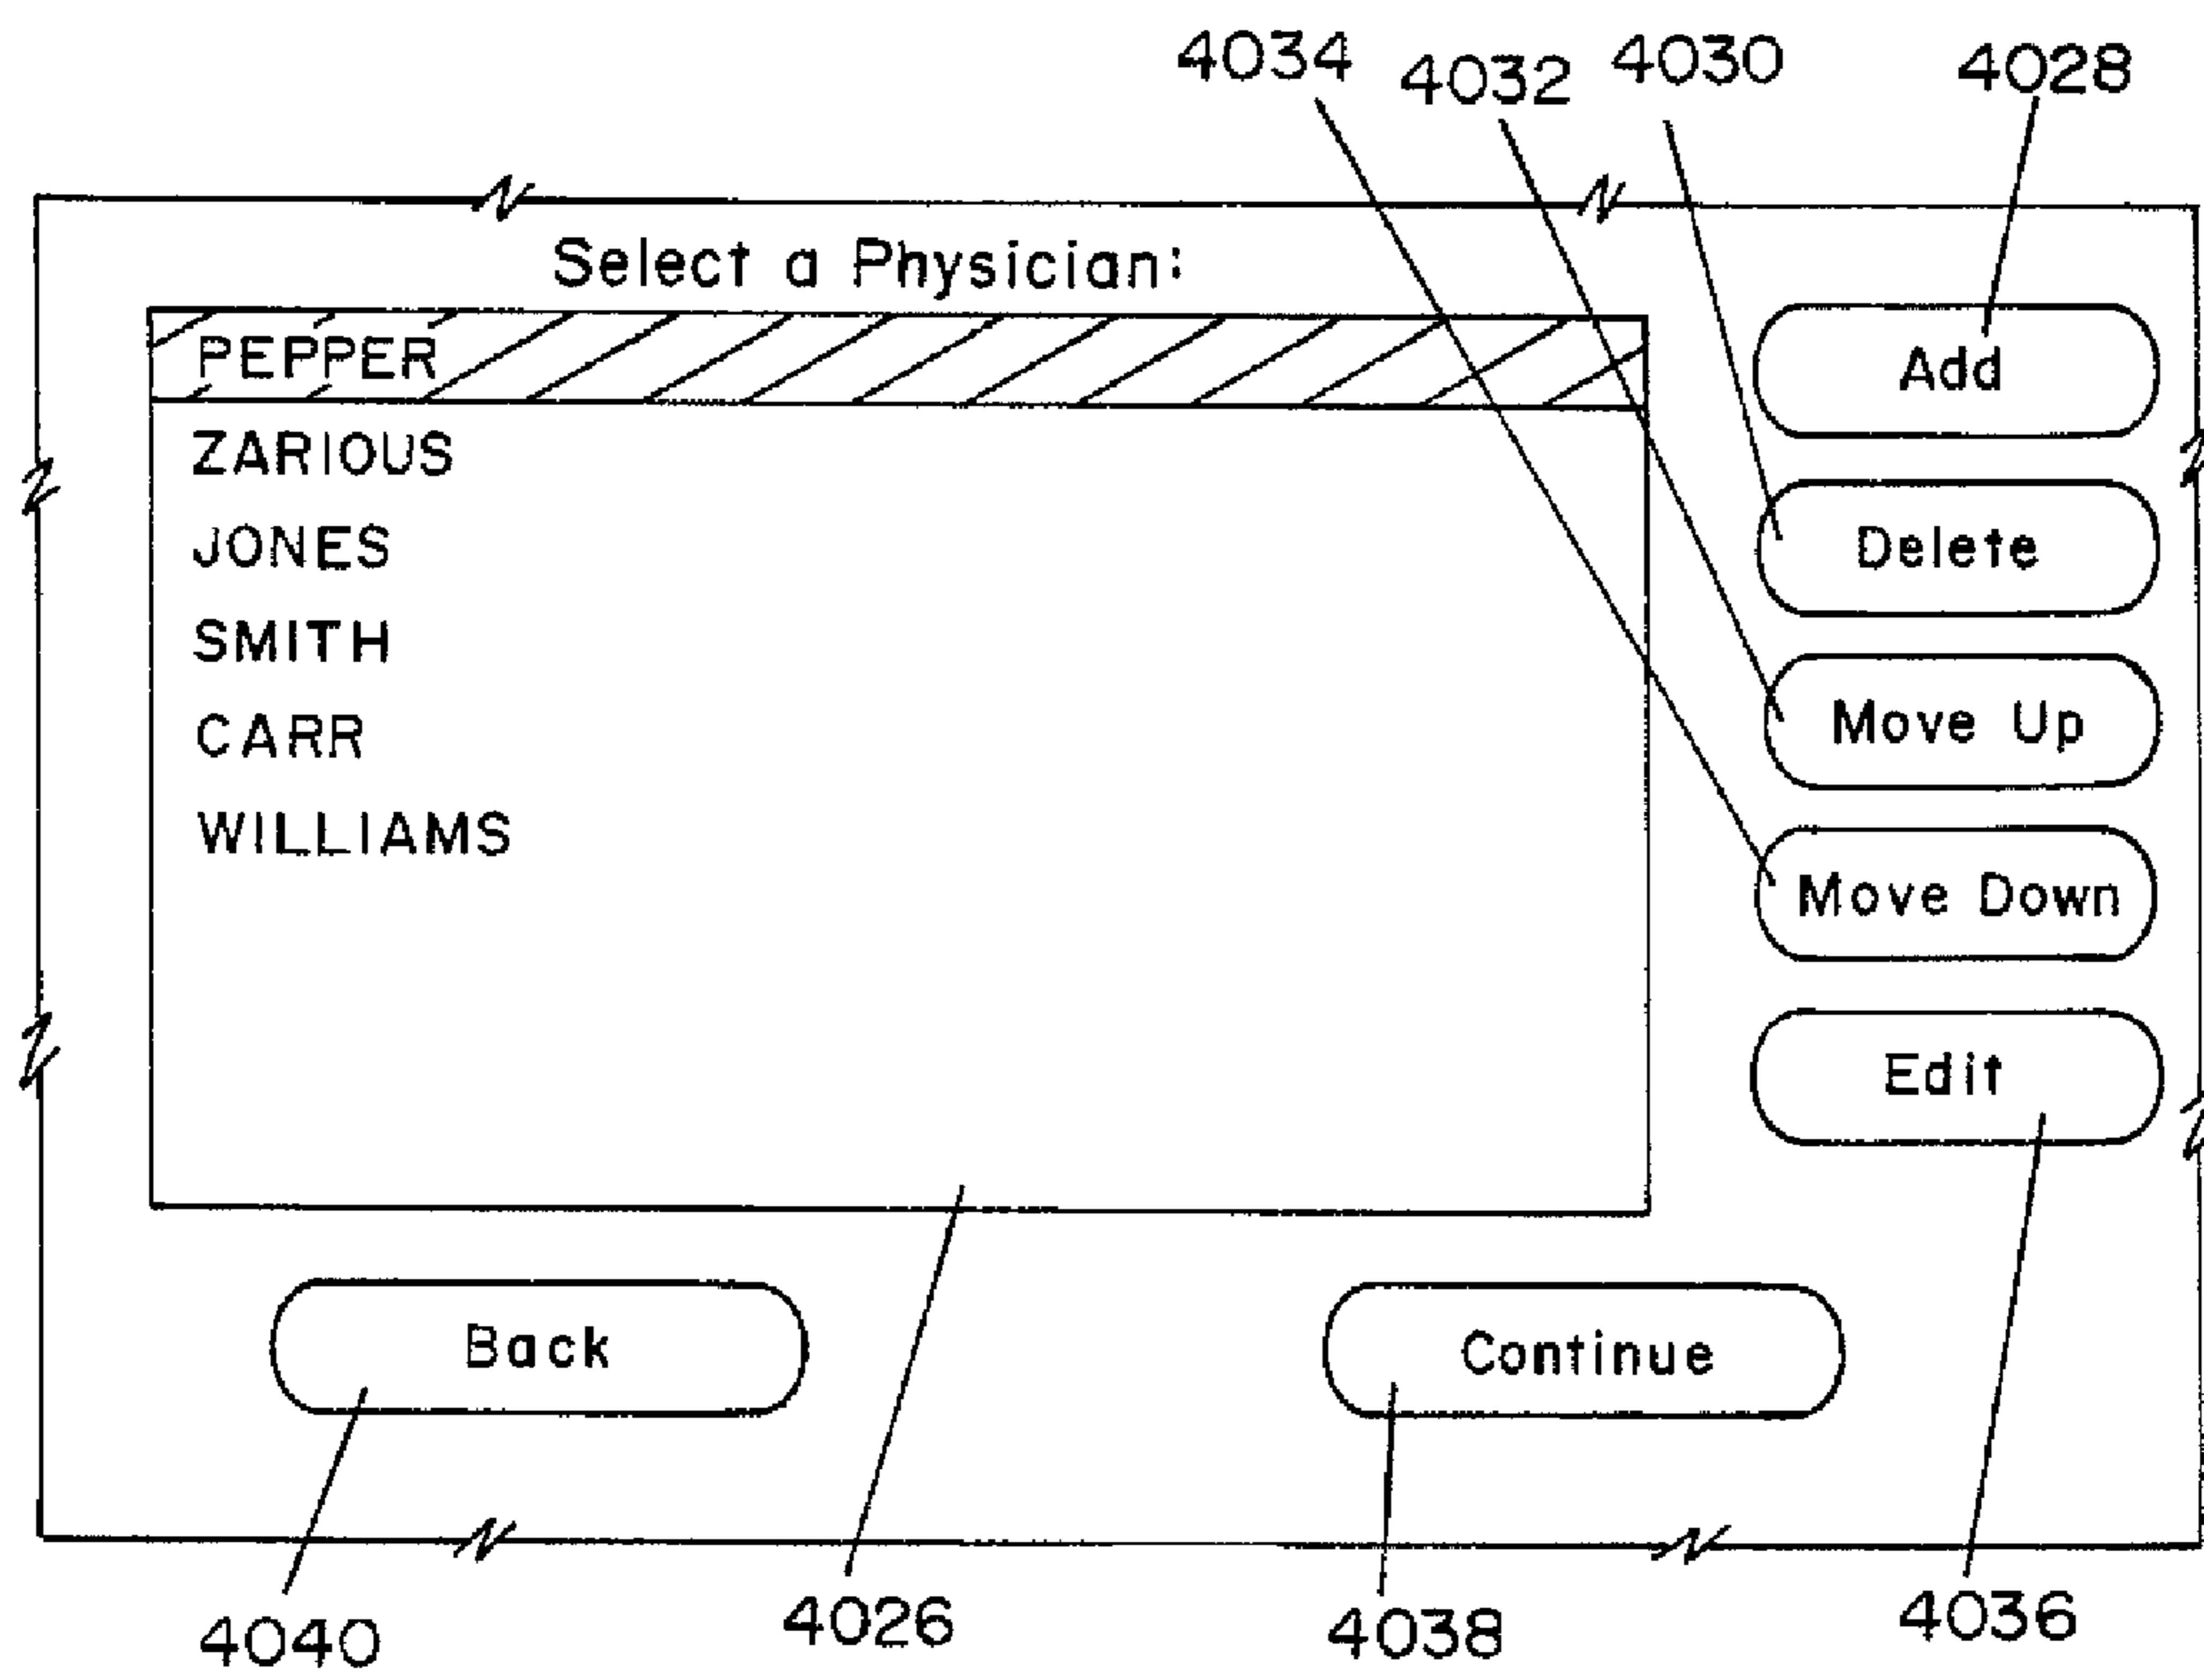 4034 4032 4030 4028
Select a Physician:
PEPPER
ZARIOUS
JONES
SMITH
CARR
WILLIAMS
Add
Delete
Move Up
Move Down
Edit
Back
Continue
4040 4026 4038 4036